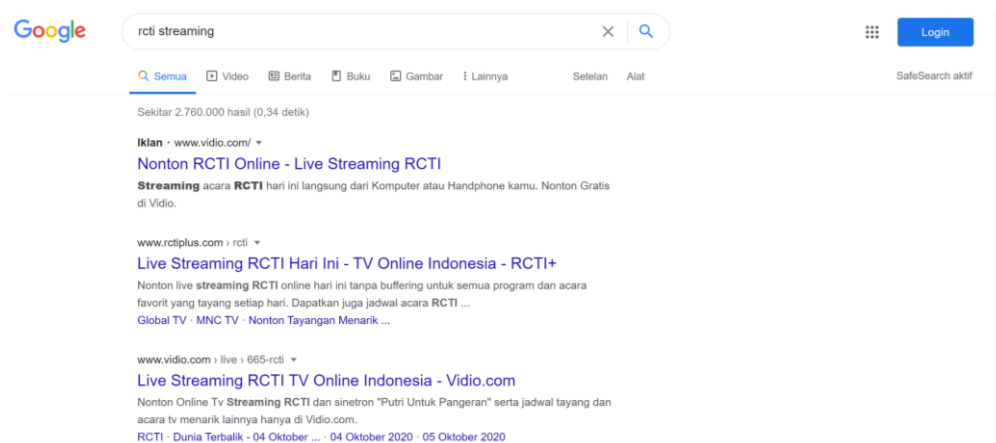 Google
rcti streaming
Login
Semua Video Berita Buku Gambar Lainnya Setelan Alat SafeSearch aktif
Sekitar 2.760.000 hasil (0,34 detik)
Iklan · www.vidio.com/
Nonton RCTI Online - Live Streaming RCTI
Streaming acara RCTI hari ini langsung dari Komputer atau Handphone kamu. Nonton Gratis
di Vidio.
www.rctiplus.com › rcti
Live Streaming RCTI Hari Ini - TV Online Indonesia - RCTI+
Nonton live streaming RCTI online hari ini tanpa buffering untuk semua program dan acara
favorit yang tayang setiap hari. Dapatkan juga jadwal acara RCTI ...
Global TV · MNC TV · Nonton Tayangan Menarik ...
www.vidio.com › live › 665-rcti
Live Streaming RCTI TV Online Indonesia - Vidio.com
Nonton Online Tv Streaming RCTI dan sinetron "Putri Untuk Pangeran" serta jadwal tayang dan
acara tv menarik lainnya hanya di Vidio.com.
RCTI · Dunia Terbalik - 04 Oktober ... · 04 Oktober 2020 · 05 Oktober 2020